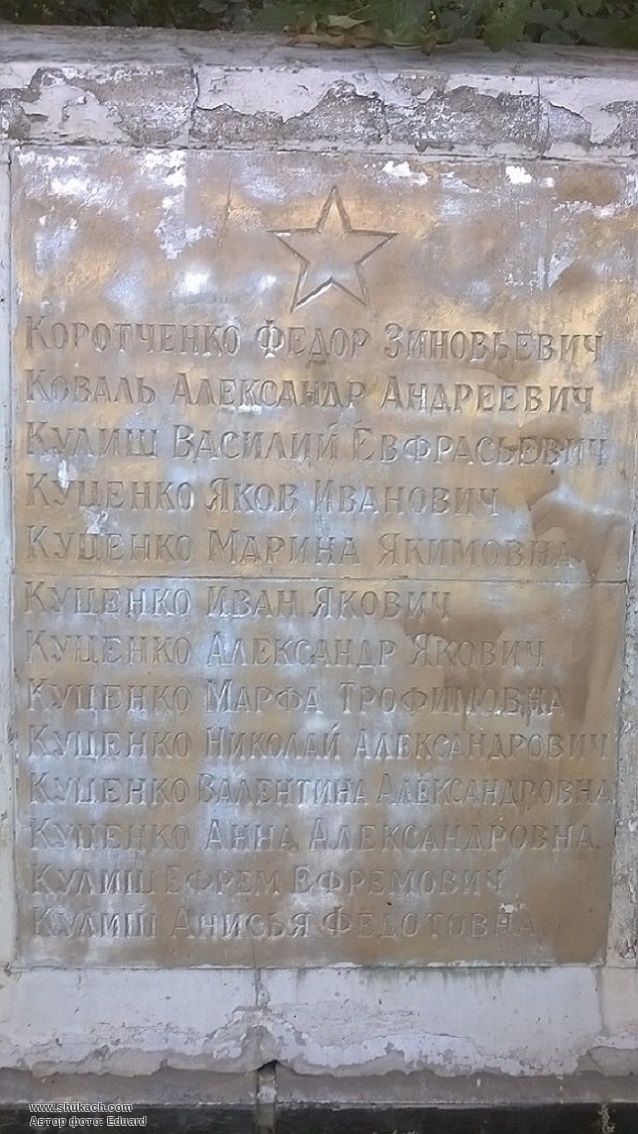 КОРОТЧЕНКО ФЕДОР ЗИНОВЬЕВИЧ
КОВАЛЬ АЛЕКСАНДР АНДРЕЕВИЧ
КУЛИШ ВАСИЛИЙ ЕВФРАСЬЕВИЧ
КУЦЕНКО ЯКОВ ИВАНОВИЧ
КУЦЕНКО МАРИНА ЯКИМОВНА
КУЦЕНКО ИВАН ЯКОВИЧ
КУЦЕНКО АЛЕКСАНДР ЯКОВИЧ
КУЦЕНКО МАРФА ТРОФИМОВНА
КУЦЕНКО НИКОЛАЙ АЛЕКСАНДРОВИЧ
КУЦЕНКО ВАЛЕНТИНА АЛЕКСАНДРОВНА
КУЦЕНКО АННА АЛЕКСАНДРОВНА
КУЛИШ ЕФРЕМ ЕФРЕМОВИЧ
КУЛИШ АНИСЬЯ ФЕДОТОВНА
www.shukach.com
Автор фото: Eduard